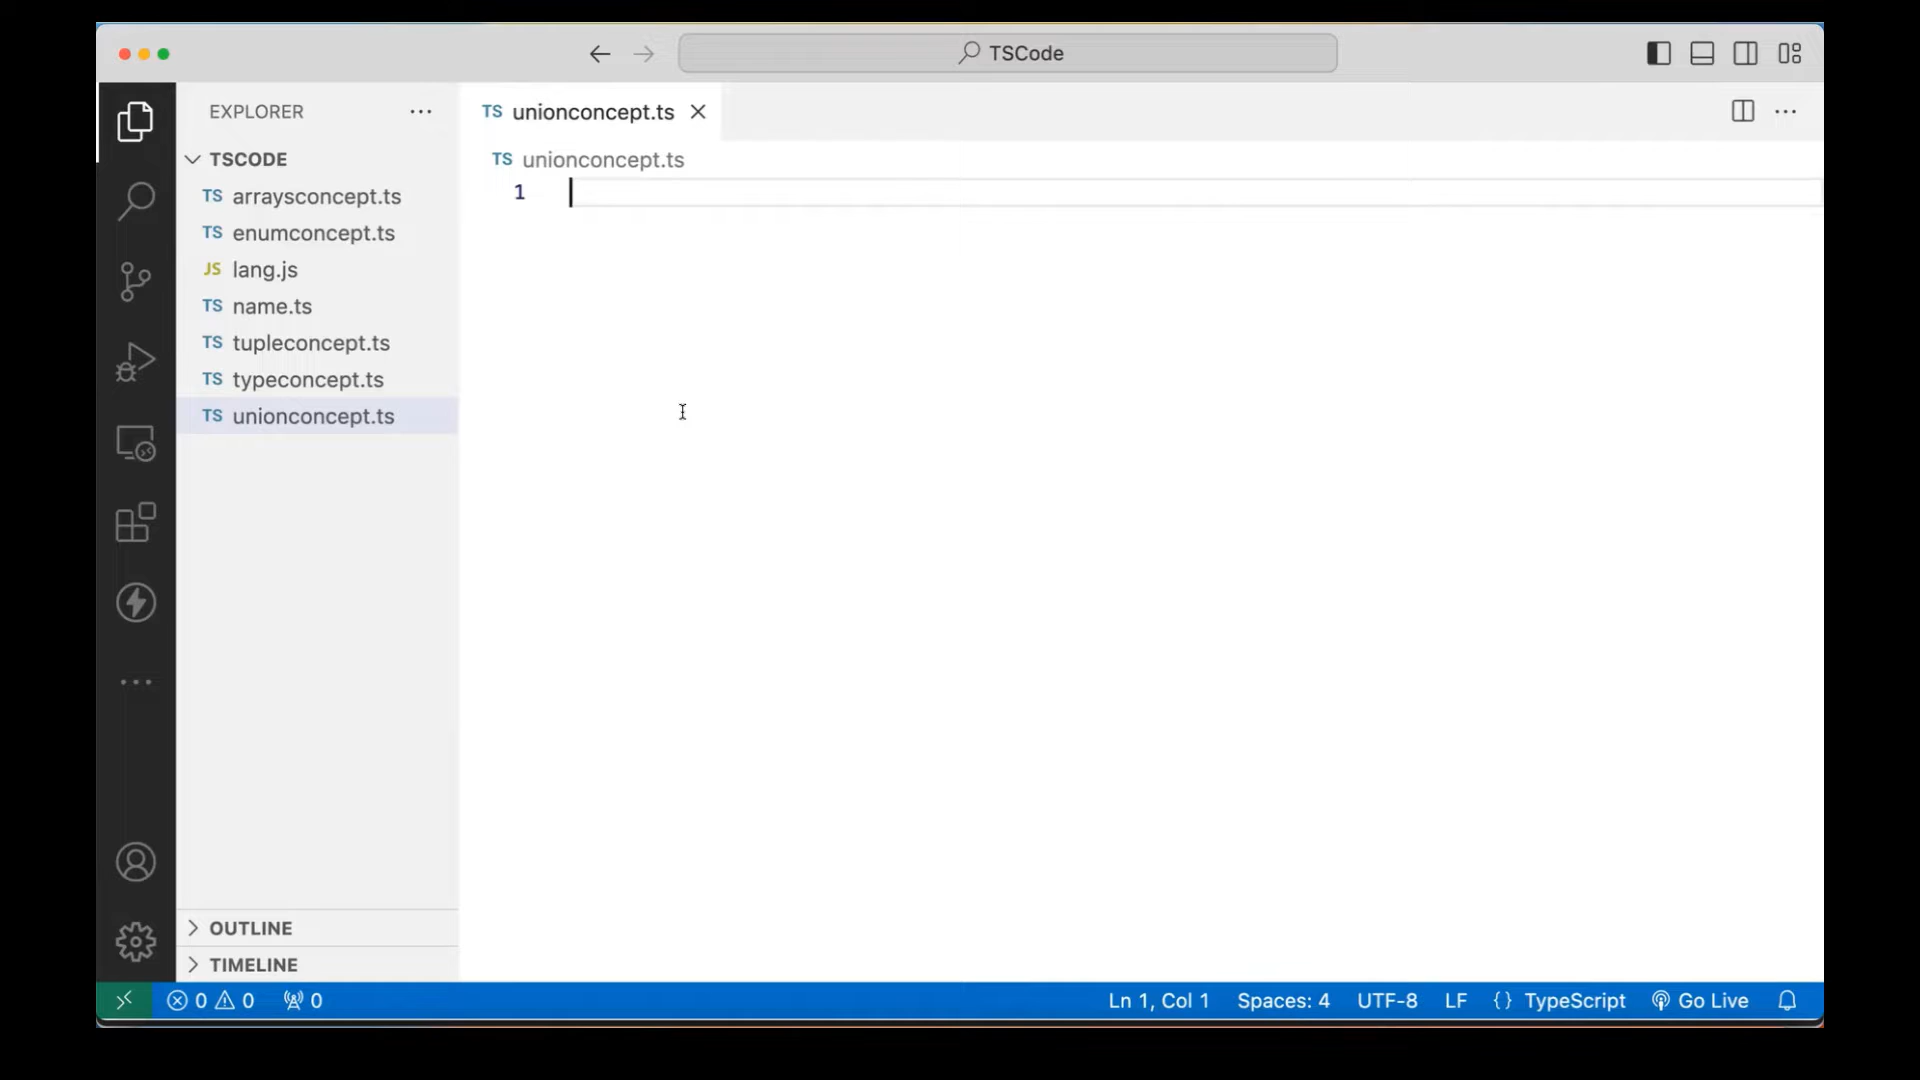 TSCode
EXPLORER
TS unionconcept.ts
TSCODE
TS unionconcept.ts
1
TS arraysconcept.ts
TS enumconcept.ts
JS lang.js
TS name.ts
TS tupleconcept.ts
TS typeconcept.ts
TS unionconcept.ts
OUTLINE
TIMELINE
0 0 0 Ln 1, Col 1 Spaces: 4 UTF-8 LF {} TypeScript Go Live